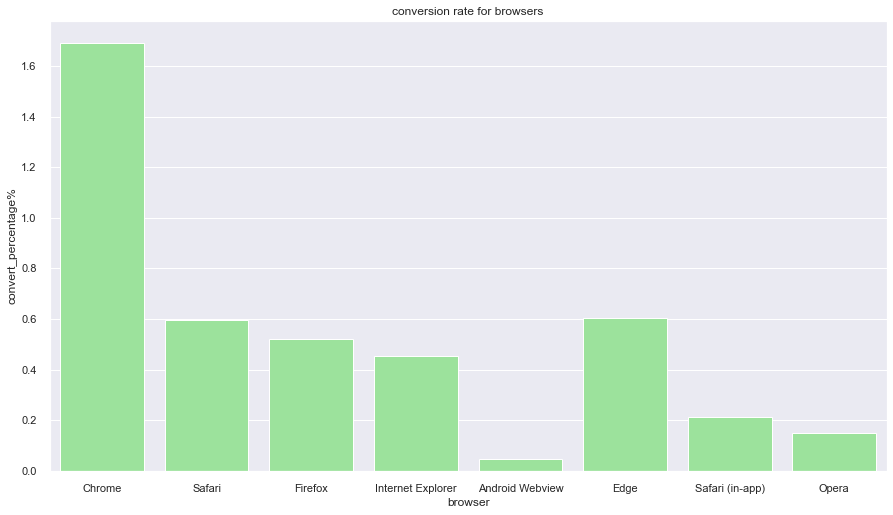 conversion rate for browsers
convert_percentage%
1.6
1.4
1.2
1.0
0.8
0.6
0.4
0.2
0.0
Chrome Safari Firefox Internet Explorer Android Webview Edge Safari (in-app) Opera
browser